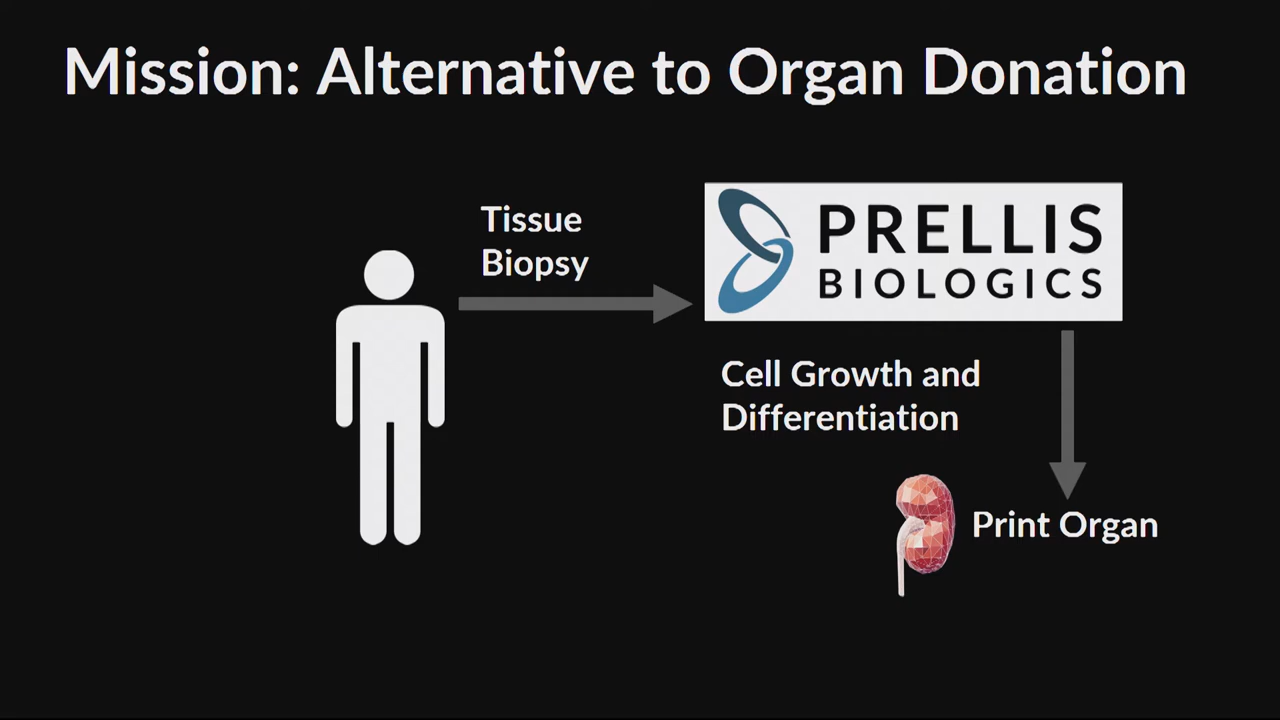 Mission: Alternative to Organ Donation
Tissue
Biopsy
PRELLIS
BIOLOGICS
Cell Growth and
Differentiation
Print Organ